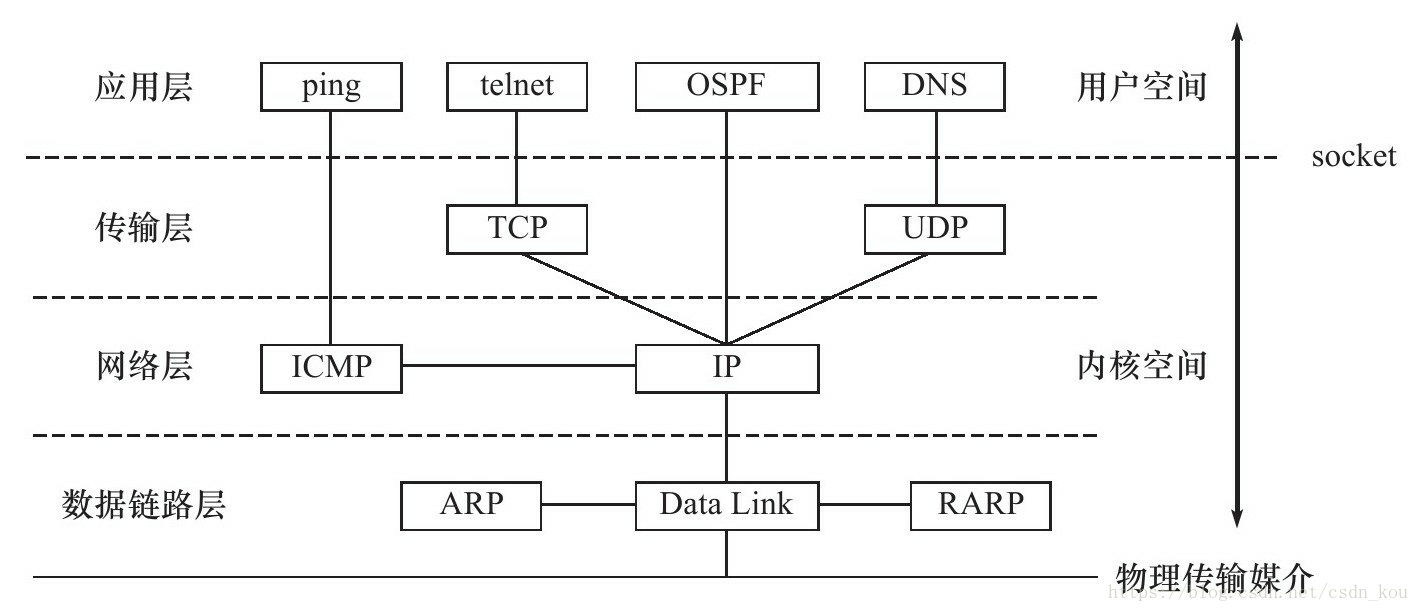 应用层 ping telnet OSPF DNS 用户空间
socket
传输层 TCP UDP
网络层 ICMP IP 内核空间
数据链路层 ARP Data Link RARP
物理传输媒介
https://blog.csdn.net/csdn_kou